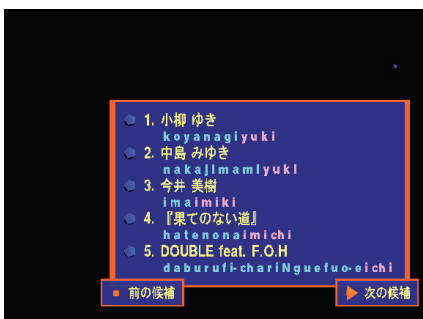 1. 小柳 ゆき
koyanagiyuki
2. 中島 みゆき
nakajImamIyukI
3. 今井 美樹
imaimiki
4. 『果てのない道』
hatenonaimichi
5. DOUBLE feat. F.O.H
daburufI-chariNguefuo-eichi
前の候補
次の候補